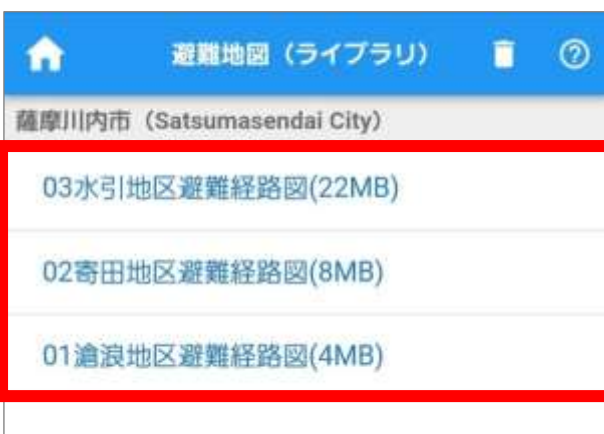 避難地図（ライブラリ）
薩摩川内市（Satsumasendai City）
03水引地区避難経路図(22MB)
02寄田地区避難経路図(8MB)
01滄浪地区避難経路図(4MB)